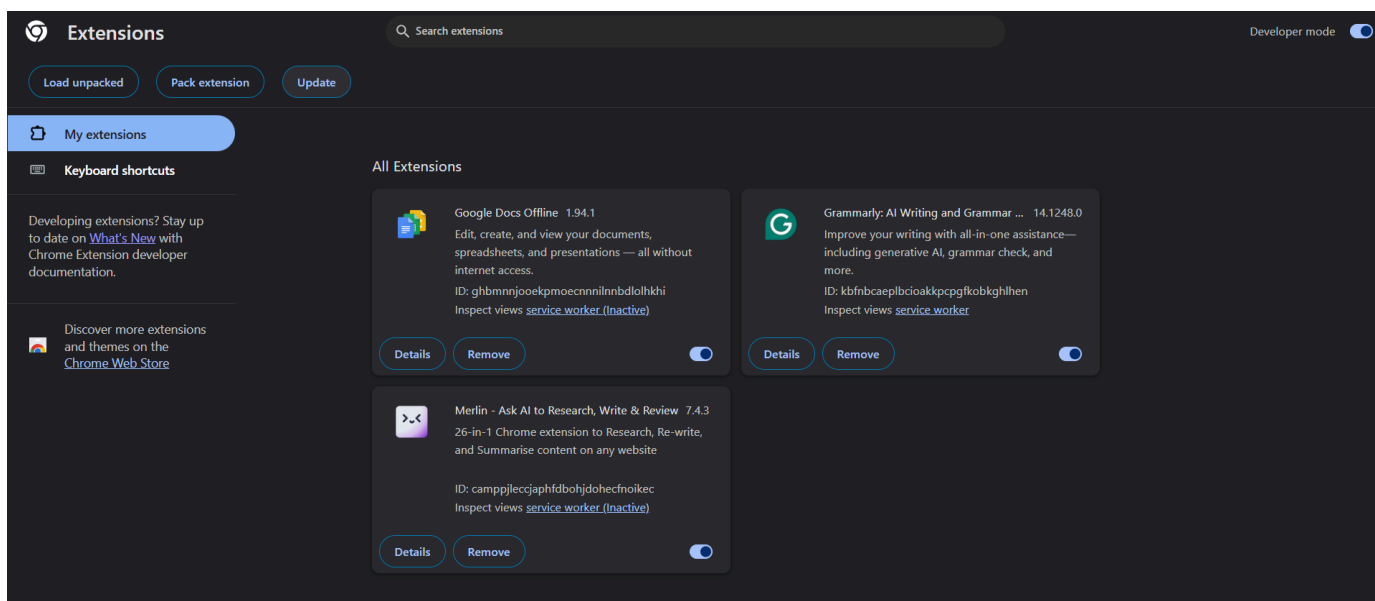 Extensions
Search extensions
Developer mode
Load unpacked
Pack extension
Update
My extensions
Keyboard shortcuts
Developing extensions? Stay up
to date on What's New with
Chrome Extension developer
documentation.
Discover more extensions
and themes on the
Chrome Web Store
All Extensions
Google Docs Offline 1.94.1
Edit, create, and view your documents,
spreadsheets, and presentations — all without
internet access.
ID: ghbmnnjooekpmoecnnnilnnbdlolhkhi
Inspect views service worker (Inactive)
Details
Remove
Grammarly: AI Writing and Grammar ... 14.1248.0
Improve your writing with all-in-one assistance—
including generative AI, grammar check, and
more.
ID: kbfnbcaeplbcioakkpcpgfkobkghlhen
Inspect views service worker
Details
Remove
Merlin - Ask AI to Research, Write & Review 7.4.3
26-in-1 Chrome extension to Research, Re-write,
and Summarise content on any website
ID: camppjleccjaphfdbohjdohecfnoikec
Inspect views service worker (Inactive)
Details
Remove